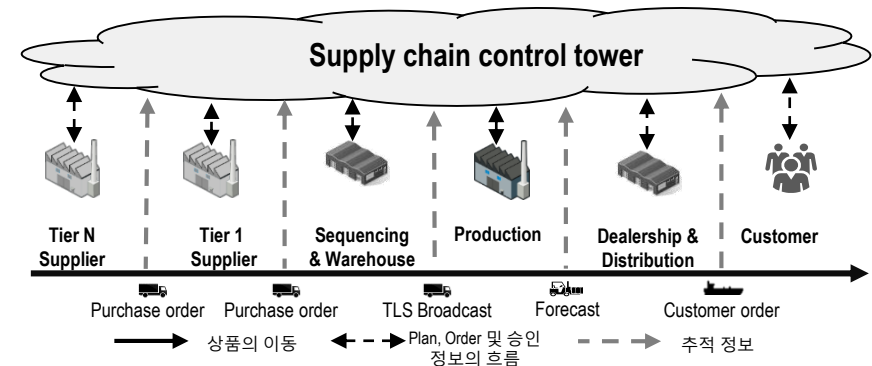 Supply chain control tower
Tier N
Supplier
Tier 1
Supplier
Sequencing
& Warehouse
Production
Dealership &
Distribution
Customer
Purchase order
Purchase order
TLS Broadcast
Forecast
Customer order
상품의 이동
Plan, Order 및 승인
정보의 흐름
추적 정보